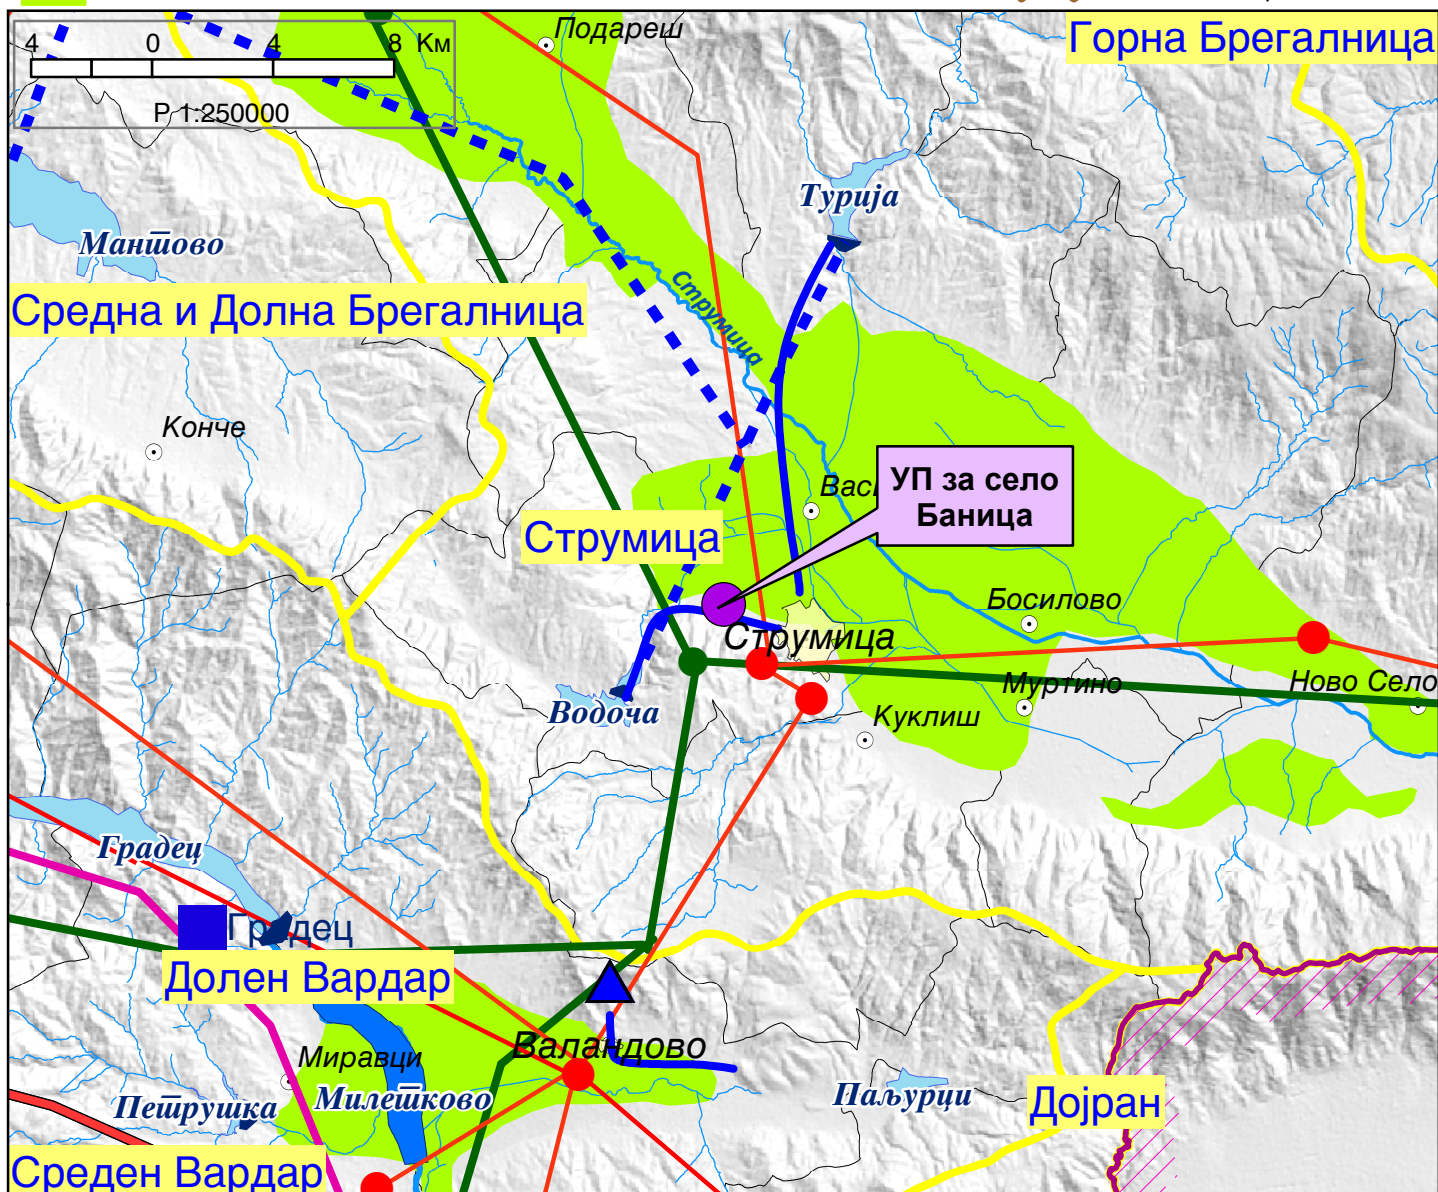 Подареш
Горна Брегалница
4 0 4 8 Км
Р 1:250000
Турија
Мантово
Струмица
Средна и Долна Брегалница
Конче
Васи
УП за село
Баница
Струмица
Босилово
Струмица
Муртино
Ново Село
Водоча
Куклиш
Градец
Градец
Долен Вардар
Валандово
Миравци
Петрушка
Милетково
Паљурци
Дојран
Среден Вардар